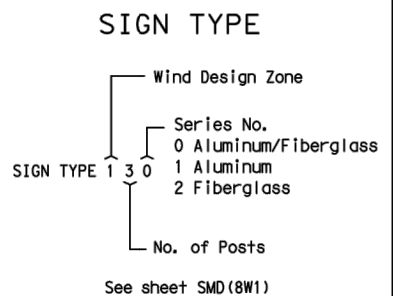 SIGN TYPE
Wind Design Zone
Series No.
0 Aluminum/Fiberglass
1 Aluminum
2 Fiberglass
SIGN TYPE 1 3 0
No. of Posts
See sheet SMD(8W1)